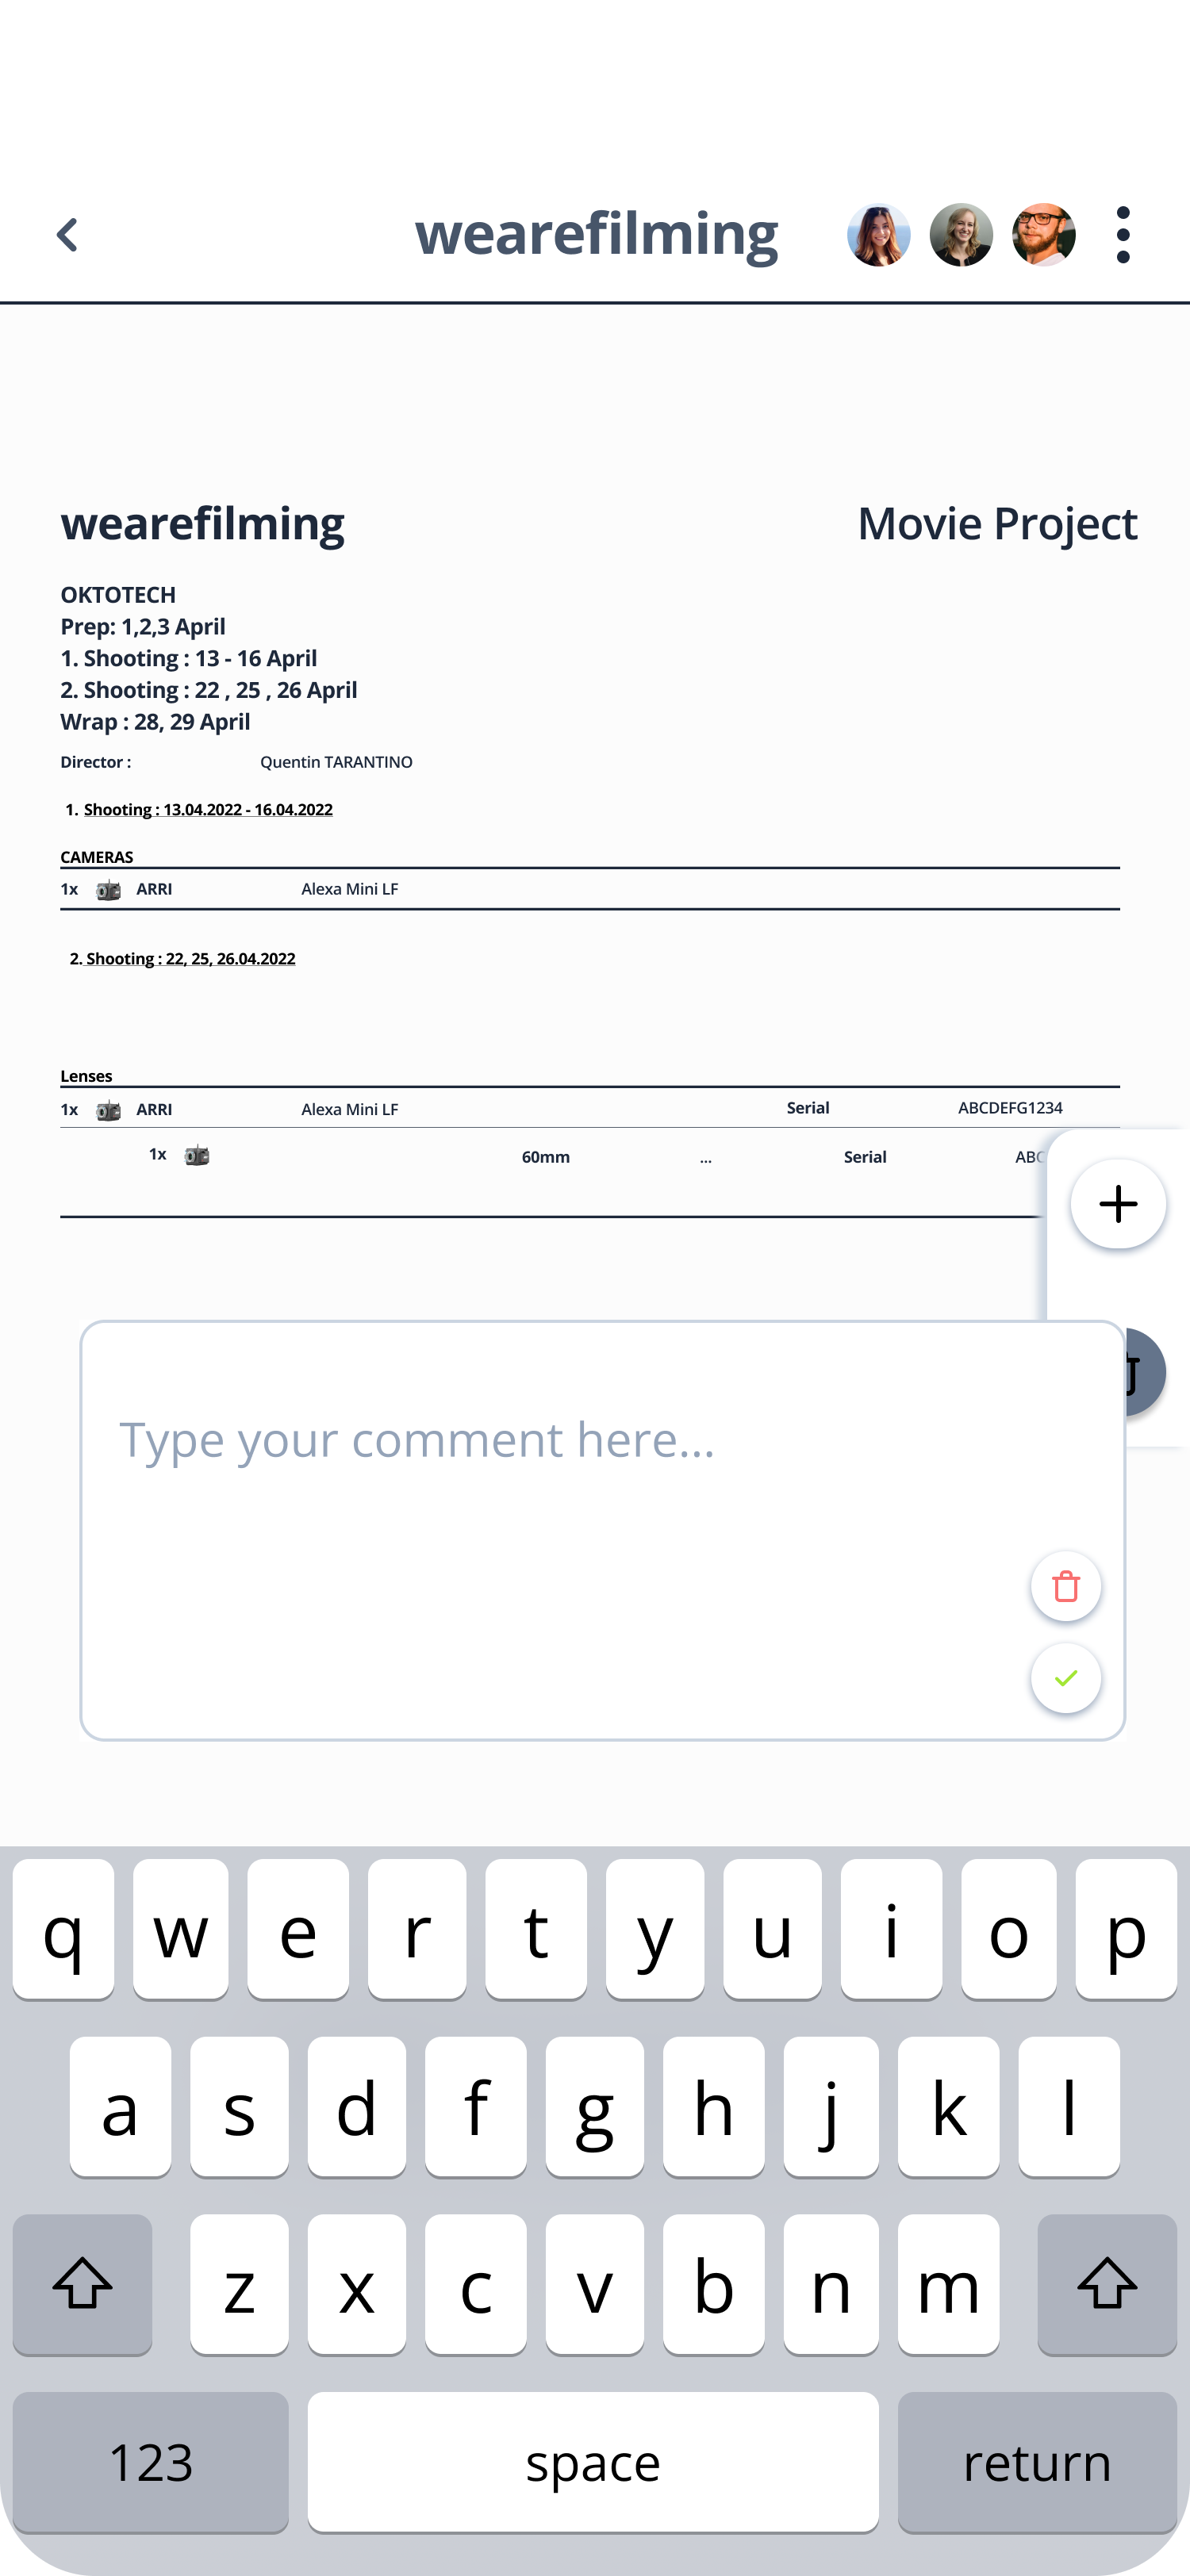 wearefilming
wearefilming Movie Project
OKTOTECH
Prep: 1,2,3 April
1. Shooting : 13 - 16 April
2. Shooting : 22 , 25 , 26 April
Wrap : 28, 29 April
Director : Quentin TARANTINO
1. Shooting : 13.04.2022 - 16.04.2022
CAMERAS
1x ARRI Alexa Mini LF
2. Shooting : 22, 25, 26.04.2022
Lenses
1x ARRI Alexa Mini LF Serial ABCDEFG1234
1x 60mm ... Serial ABC
Type your comment here...
q w e r t y u i o p
a s d f g h j k l
z x c v b n m
123 space return